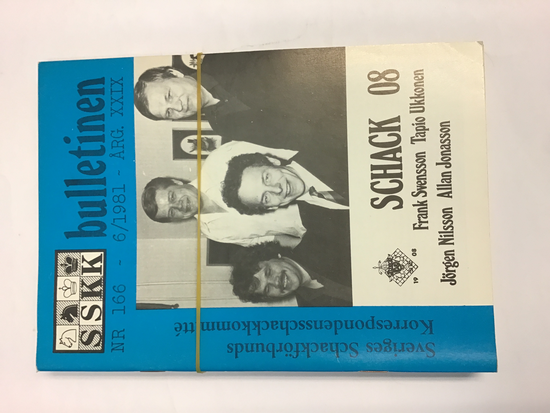 SSKK
bulletinen
NR 166 - 6/1981 - ÅRG. XXIX
SCHACK 08
Frank Svensson Tapio Ukkonen
Jörgen Nilsson Allan Jonasson
19 08
Sveriges Schackförbunds
Korrespondensschackkommitté